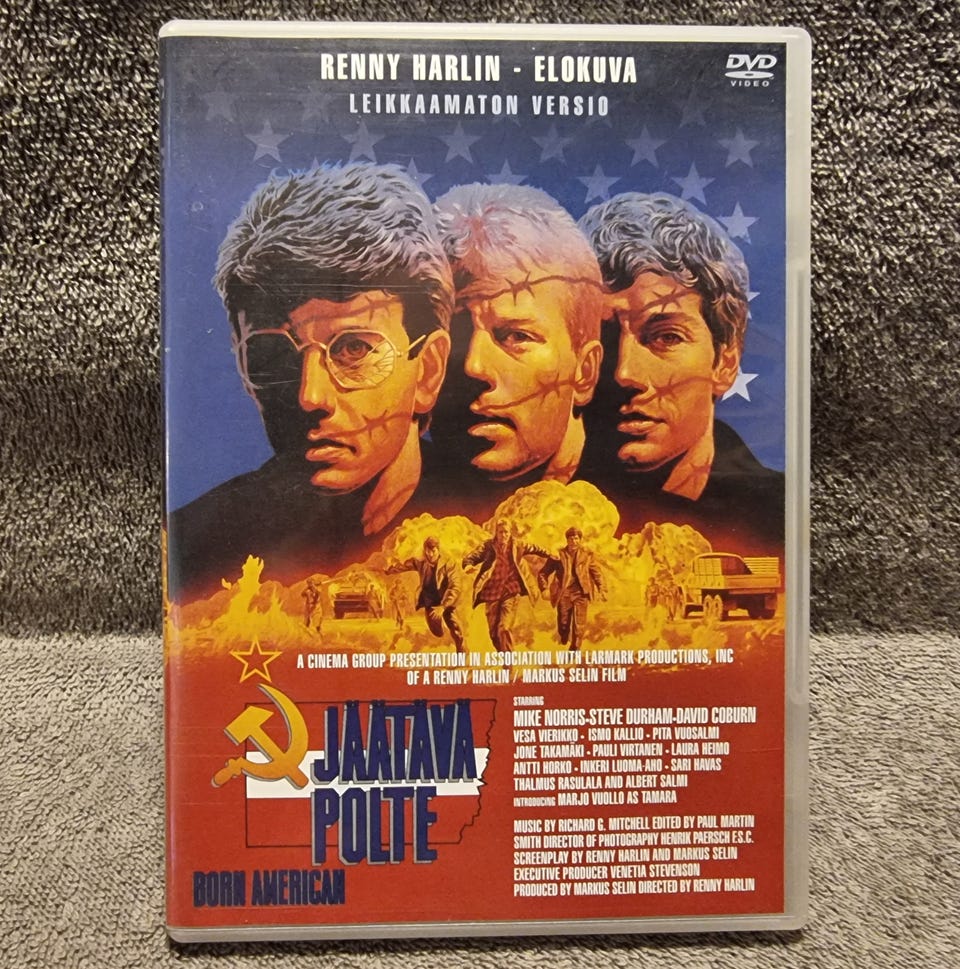 RENNY HARLIN - ELOKUVA
DVD
VIDEO
LEIKKAAMATON VERSIO
A CINEMA GROUP PRESENTATION IN ASSOCIATION WITH LARMARK PRODUCTIONS, INC
OF A RENNY HARLIN / MARKUS SELIN FILM
JÄÄTÄVÄ
POLTE
BORN AMERICAN
STARRING
MIKE NORRIS-STEVE DURHAM-DAVID COBURN
VESA VIERIKKO - ISMO KALLIO - PITA VUOSALMI
JONE TAKAMÄKI - PAULI VIRTANEN - LAURA HEIMO
ANTTI HORKO - INKERI LUOMA-AHO - SARI HAVAS
THALMUS RASULALA AND ALBERT SALMI
INTRODUCING MARJO VUOLLO AS TAMARA
MUSIC BY RICHARD G. MITCHELL EDITED BY PAUL MARTIN
SMITH DIRECTOR OF PHOTOGRAPHY HENRIK PAERSCH F.S.C.
SCREENPLAY BY RENNY HARLIN AND MARKUS SELIN
EXECUTIVE PRODUCER VENETIA STEVENSON
PRODUCED BY MARKUS SELIN DIRECTED BY RENNY HARLIN